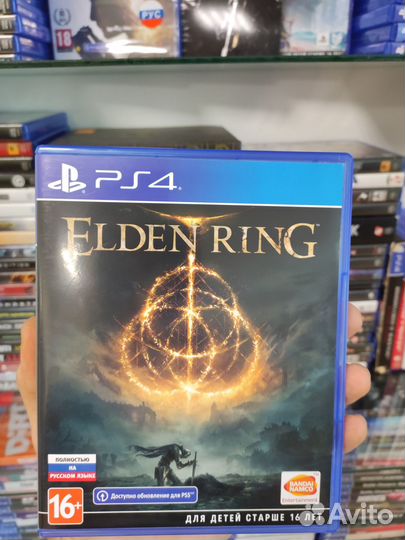 18
РУС
PS4
ELDEN RING
ПОЛНОСТЬЮ
НА
РУССКОМ ЯЗЫКЕ
16+
Доступно обновление для PS5
BANDAI
NAMCO
Entertainment
ДЛЯ ДЕТЕЙ СТАРШЕ 16 ЛЕТ
Avito